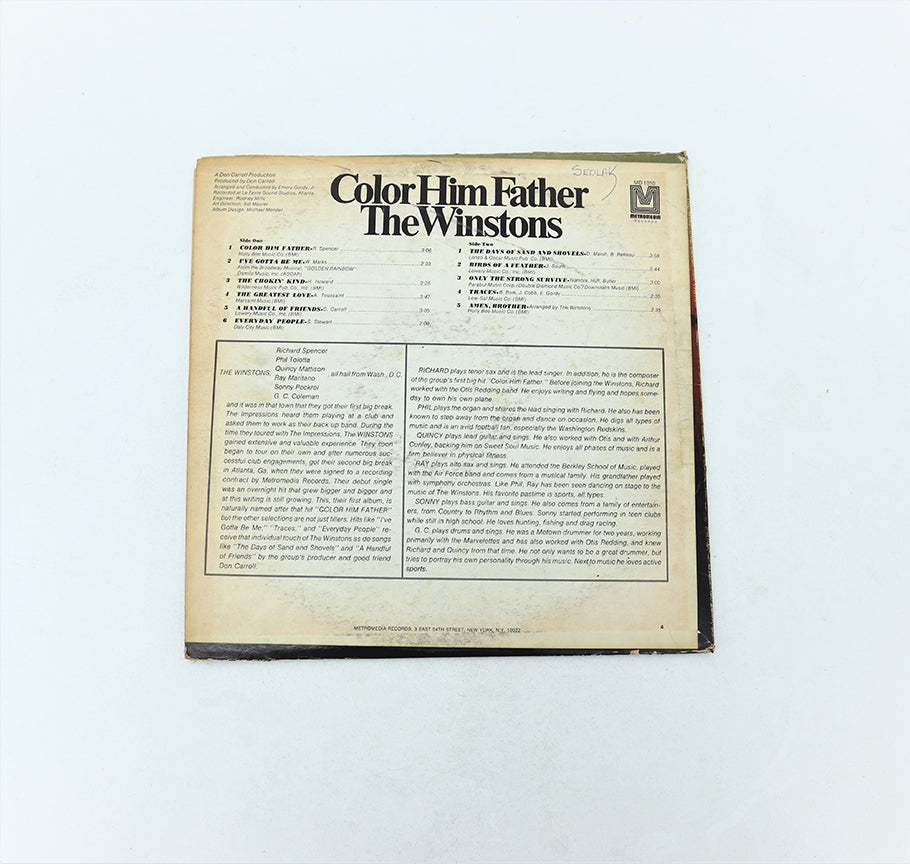 A Don Carroll Production
Produced by Don Carroll
Arranged and Conducted by Emory Gordy, Jr.
Recorded at Le Fevre Sound Studios, Atlanta
Engineer: Rodney Mills
Art Direction: Sid Maurer
Album Design: Michael Mendel
Color Him Father
The Winstons
SEDLAK
MD 1010
METROMEDIA
RECORDS
Side One
1 COLOR HIM FATHER-R. Spencer 3:06
Holly Bee Music Co. (BMI)
2 I'VE GOTTA BE ME-W. Marks 2:39
From the Broadway Musical, "GOLDEN RAINBOW"
Damila Music, Inc. (ASCAP)
3 THE CHOKIN' KIND-H. Howard 2:25
Wilderness Music Pub. Co., Inc. (BMI)
4 THE GREATEST LOVE-A. Toussaint 3:47
Marsaint Music (BMI)
5 A HANDFUL OF FRIENDS-D. Carroll 3:05
Lowery Music Co., Inc. (BMI)
6 EVERYDAY PEOPLE-S. Stewart 2:08
Daly City Music (BMI)
Side Two
1 THE DAYS OF SAND AND SHOVELS-D. Marsh, B. Reneau 3:58
Lonzo & Oscar Music Pub. Co. (BMI)
2 BIRDS OF A FEATHER-J. South 2:44
Lowery Music Co., Inc. (BMI)
3 ONLY THE STRONG SURVIVE-Gamble, Huff, Butler 3:00
Parabut Music Corp./Double Diamond Music Co./Downstairs Music (BMI)
4 TRACES-B. Buie, J. Cobb, E. Gordy 2:35
Low-Sal Music Co. (BMI)
5 AMEN, BROTHER-Arranged by The Winstons 2:35
Holly Bee Music Co. (BMI)
THE WINSTONS,
Richard Spencer
Phil Tolotta
Quincy Mattison
Ray Maritano
Sonny Peckrol
G. C. Coleman
, all hail from Wash., D.C.
and it was in that town that they got their first big break.
The Impressions heard them playing at a club and
asked them to work as their back up band. During the
time they toured with The Impressions, The WINSTONS
gained extensive and valuable experience. They soon
began to tour on their own and after numerous suc-
cessful club engagements, got their second big break
in Atlanta, Ga. when they were signed to a recording
contract by Metromedia Records. Their debut single
was an overnight hit that grew bigger and bigger and
at this writing is still growing. This, their first album, is
naturally named after that hit "COLOR HIM FATHER"
but the other selections are not just fillers. Hits like "I've
Gotta Be Me," "Traces," and "Everyday People" re-
ceive that individual touch of The Winstons as do songs
like "The Days of Sand and Shovels" and "A Handful
of Friends" by the group's producer and good friend
Don Carroll.
RICHARD plays tenor sax and is the lead singer. In addition, he is the composer
of the group's first big hit "Color Him Father." Before joining the Winstons, Richard
worked with the Otis Redding band. He enjoys writing and flying and hopes some-
day to own his own plane.
PHIL plays the organ and shares the lead singing with Richard. He also has been
known to step away from the organ and dance on occasion. He digs all types of
music and is an avid football fan, especially the Washington Redskins.
QUINCY plays lead guitar and sings. He also worked with Otis and with Arthur
Conley, backing him on Sweet Soul Music. He enjoys all phases of music and is a
firm believer in physical fitness.
RAY plays alto sax and sings. He attended the Berkley School of Music, played
with the Air Force band and comes from a musical family. His grandfather played
with symphony orchestras. Like Phil, Ray has been seen dancing on stage to the
music of The Winstons. His favorite pastime is sports, all types.
SONNY plays bass guitar and sings. He also comes from a family of entertain-
ers, from Country to Rhythm and Blues. Sonny started performing in teen clubs
while still in high school. He loves hunting, fishing and drag racing.
G. C. plays drums and sings. He was a Motown drummer for two years, working
primarily with the Marvelettes and has also worked with Otis Redding, and knew
Richard and Quincy from that time. He not only wants to be a great drummer, but
tries to portray his own personality through his music. Next to music he loves active
sports.
METROMEDIA RECORDS, 3 EAST 54TH STREET, NEW YORK, N.Y. 10022
4